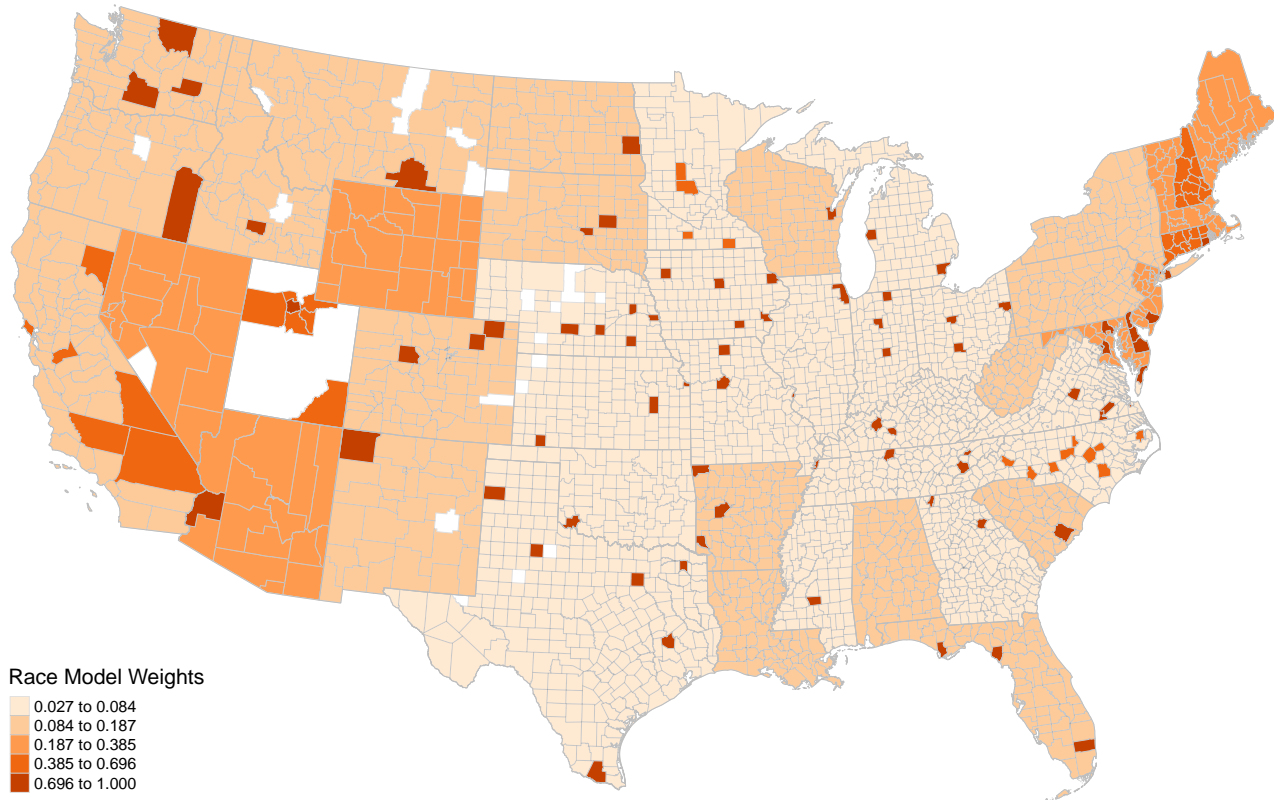 Race Model Weights
0.027 to 0.084
0.084 to 0.187
0.187 to 0.385
0.385 to 0.696
0.696 to 1.000